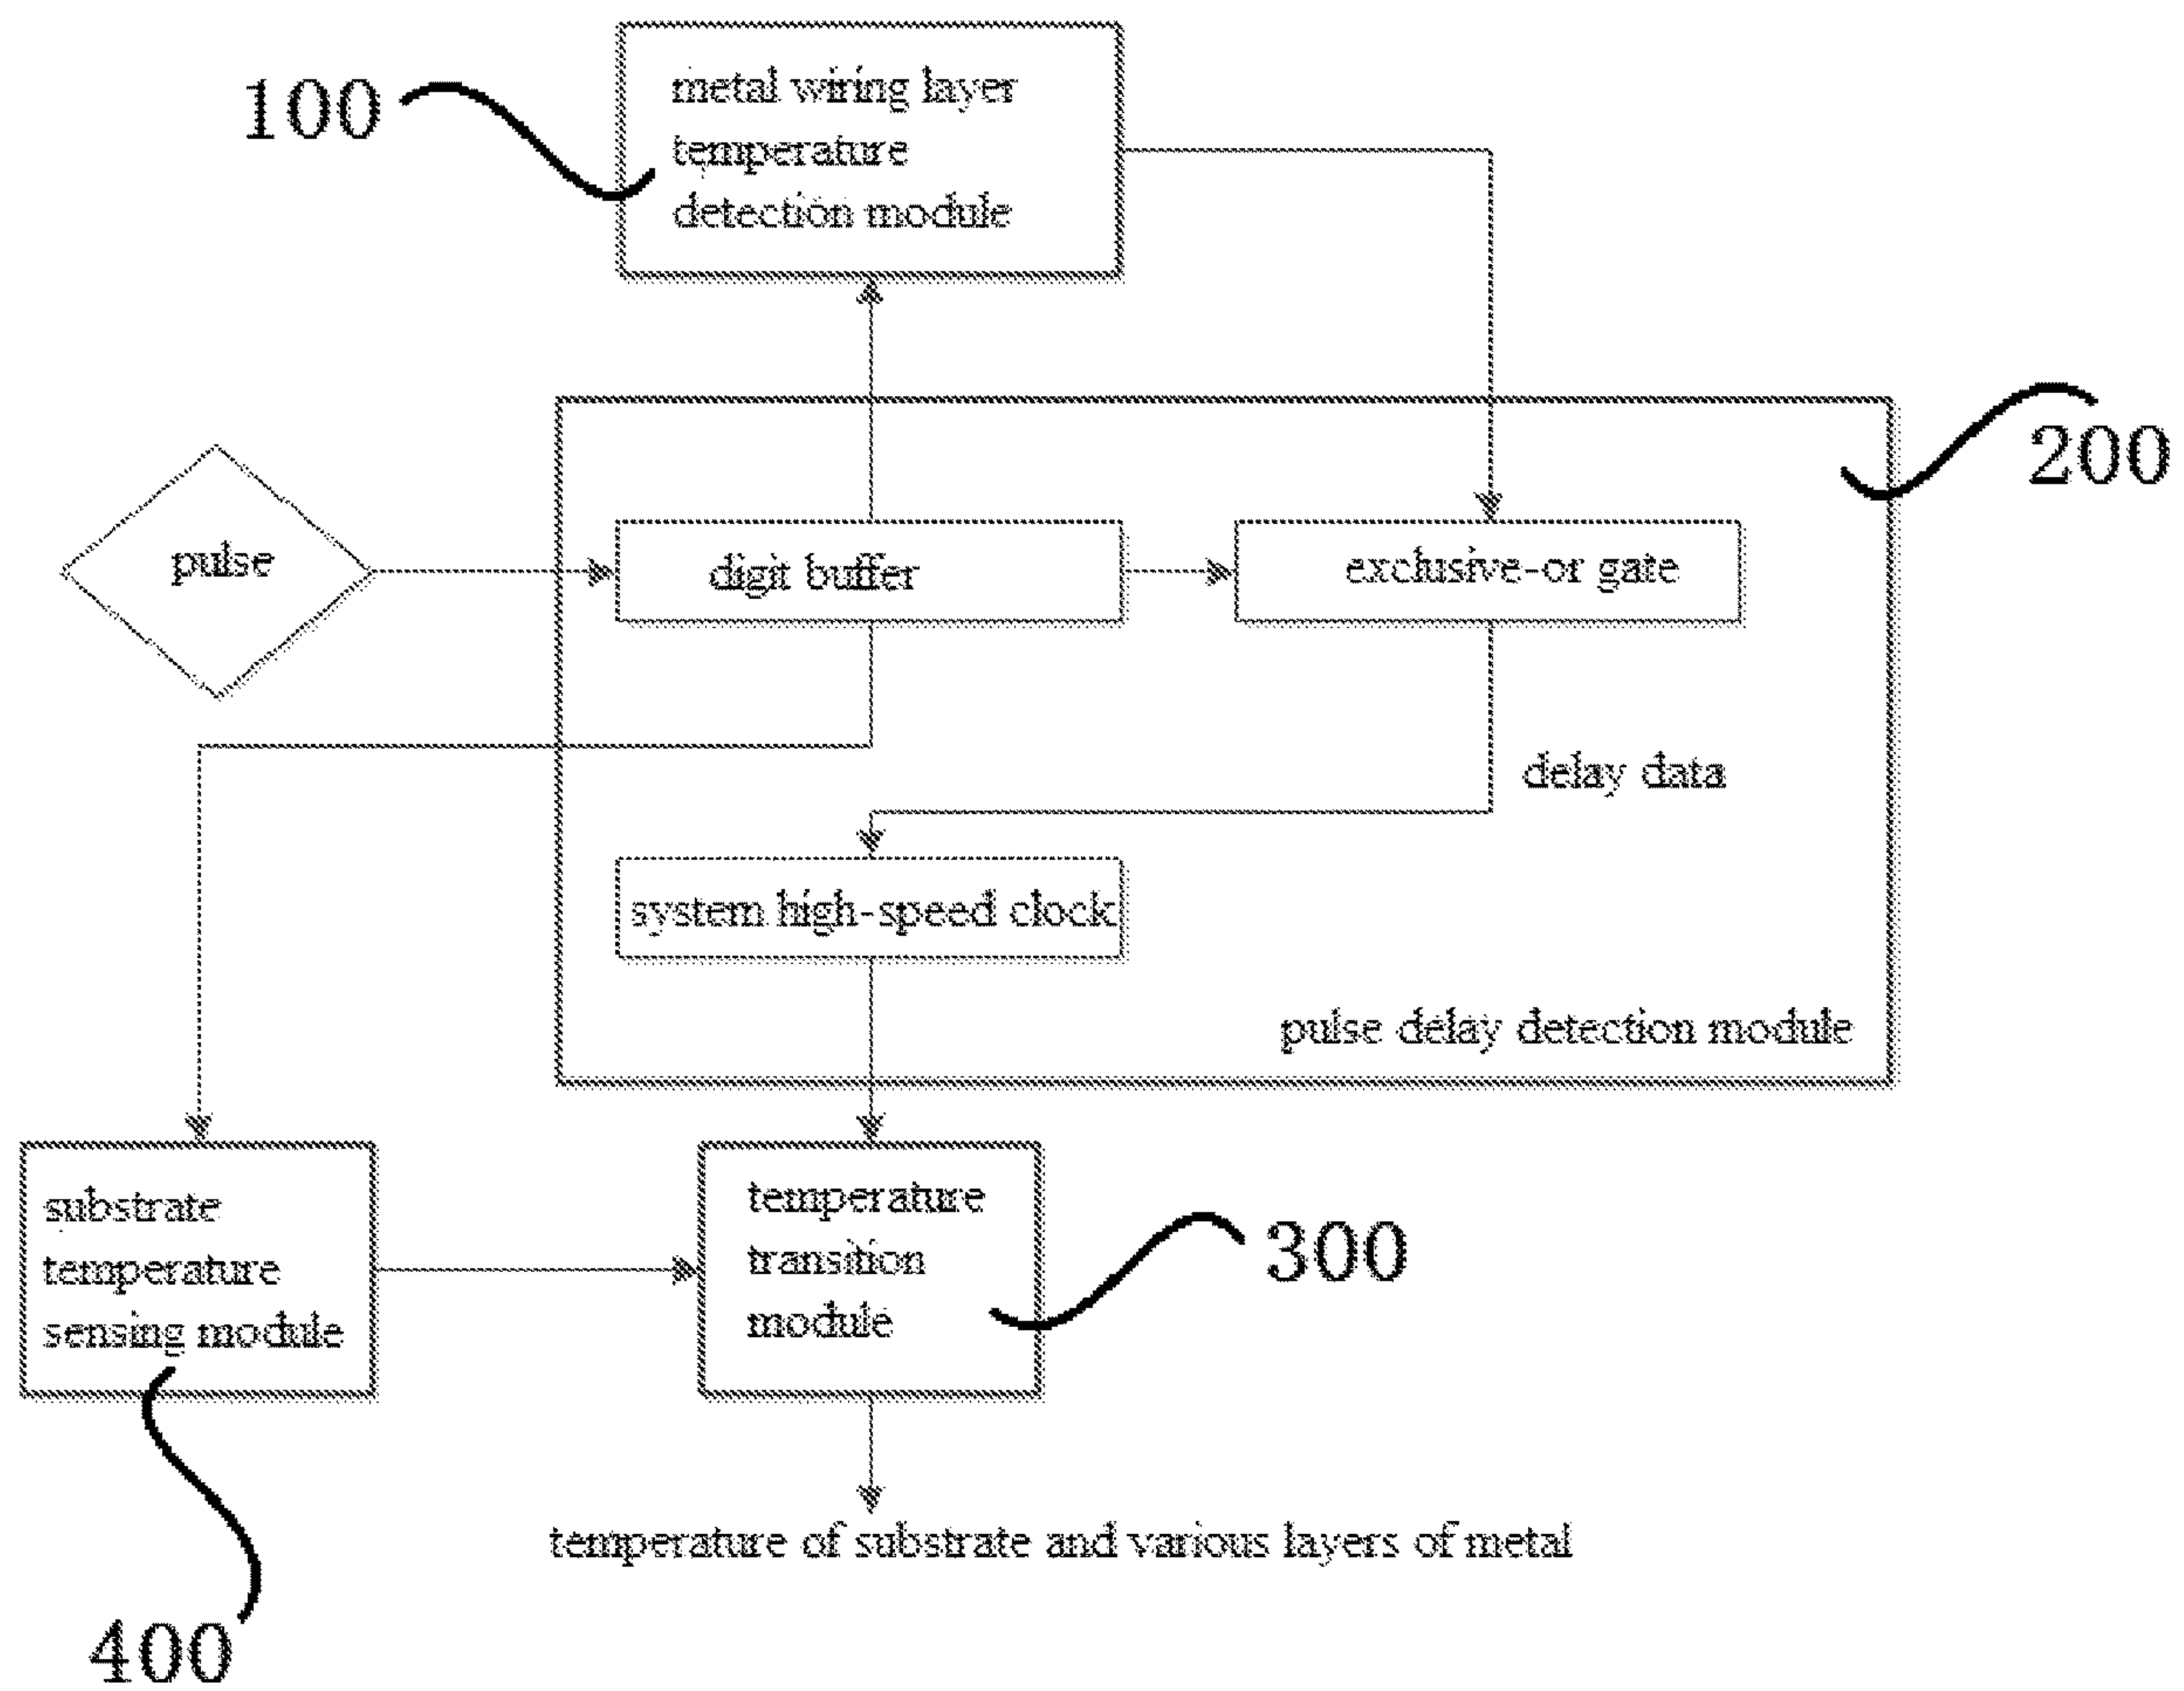 100
metal wiring layer
temperature
detection module
200
pulse
digit buffer
exclusive-or gate
delay data
system high-speed clock
pulse delay detection module
substrate
temperature
sensing module
temperature
transition
module
300
temperature of substrate and various layers of metal
400